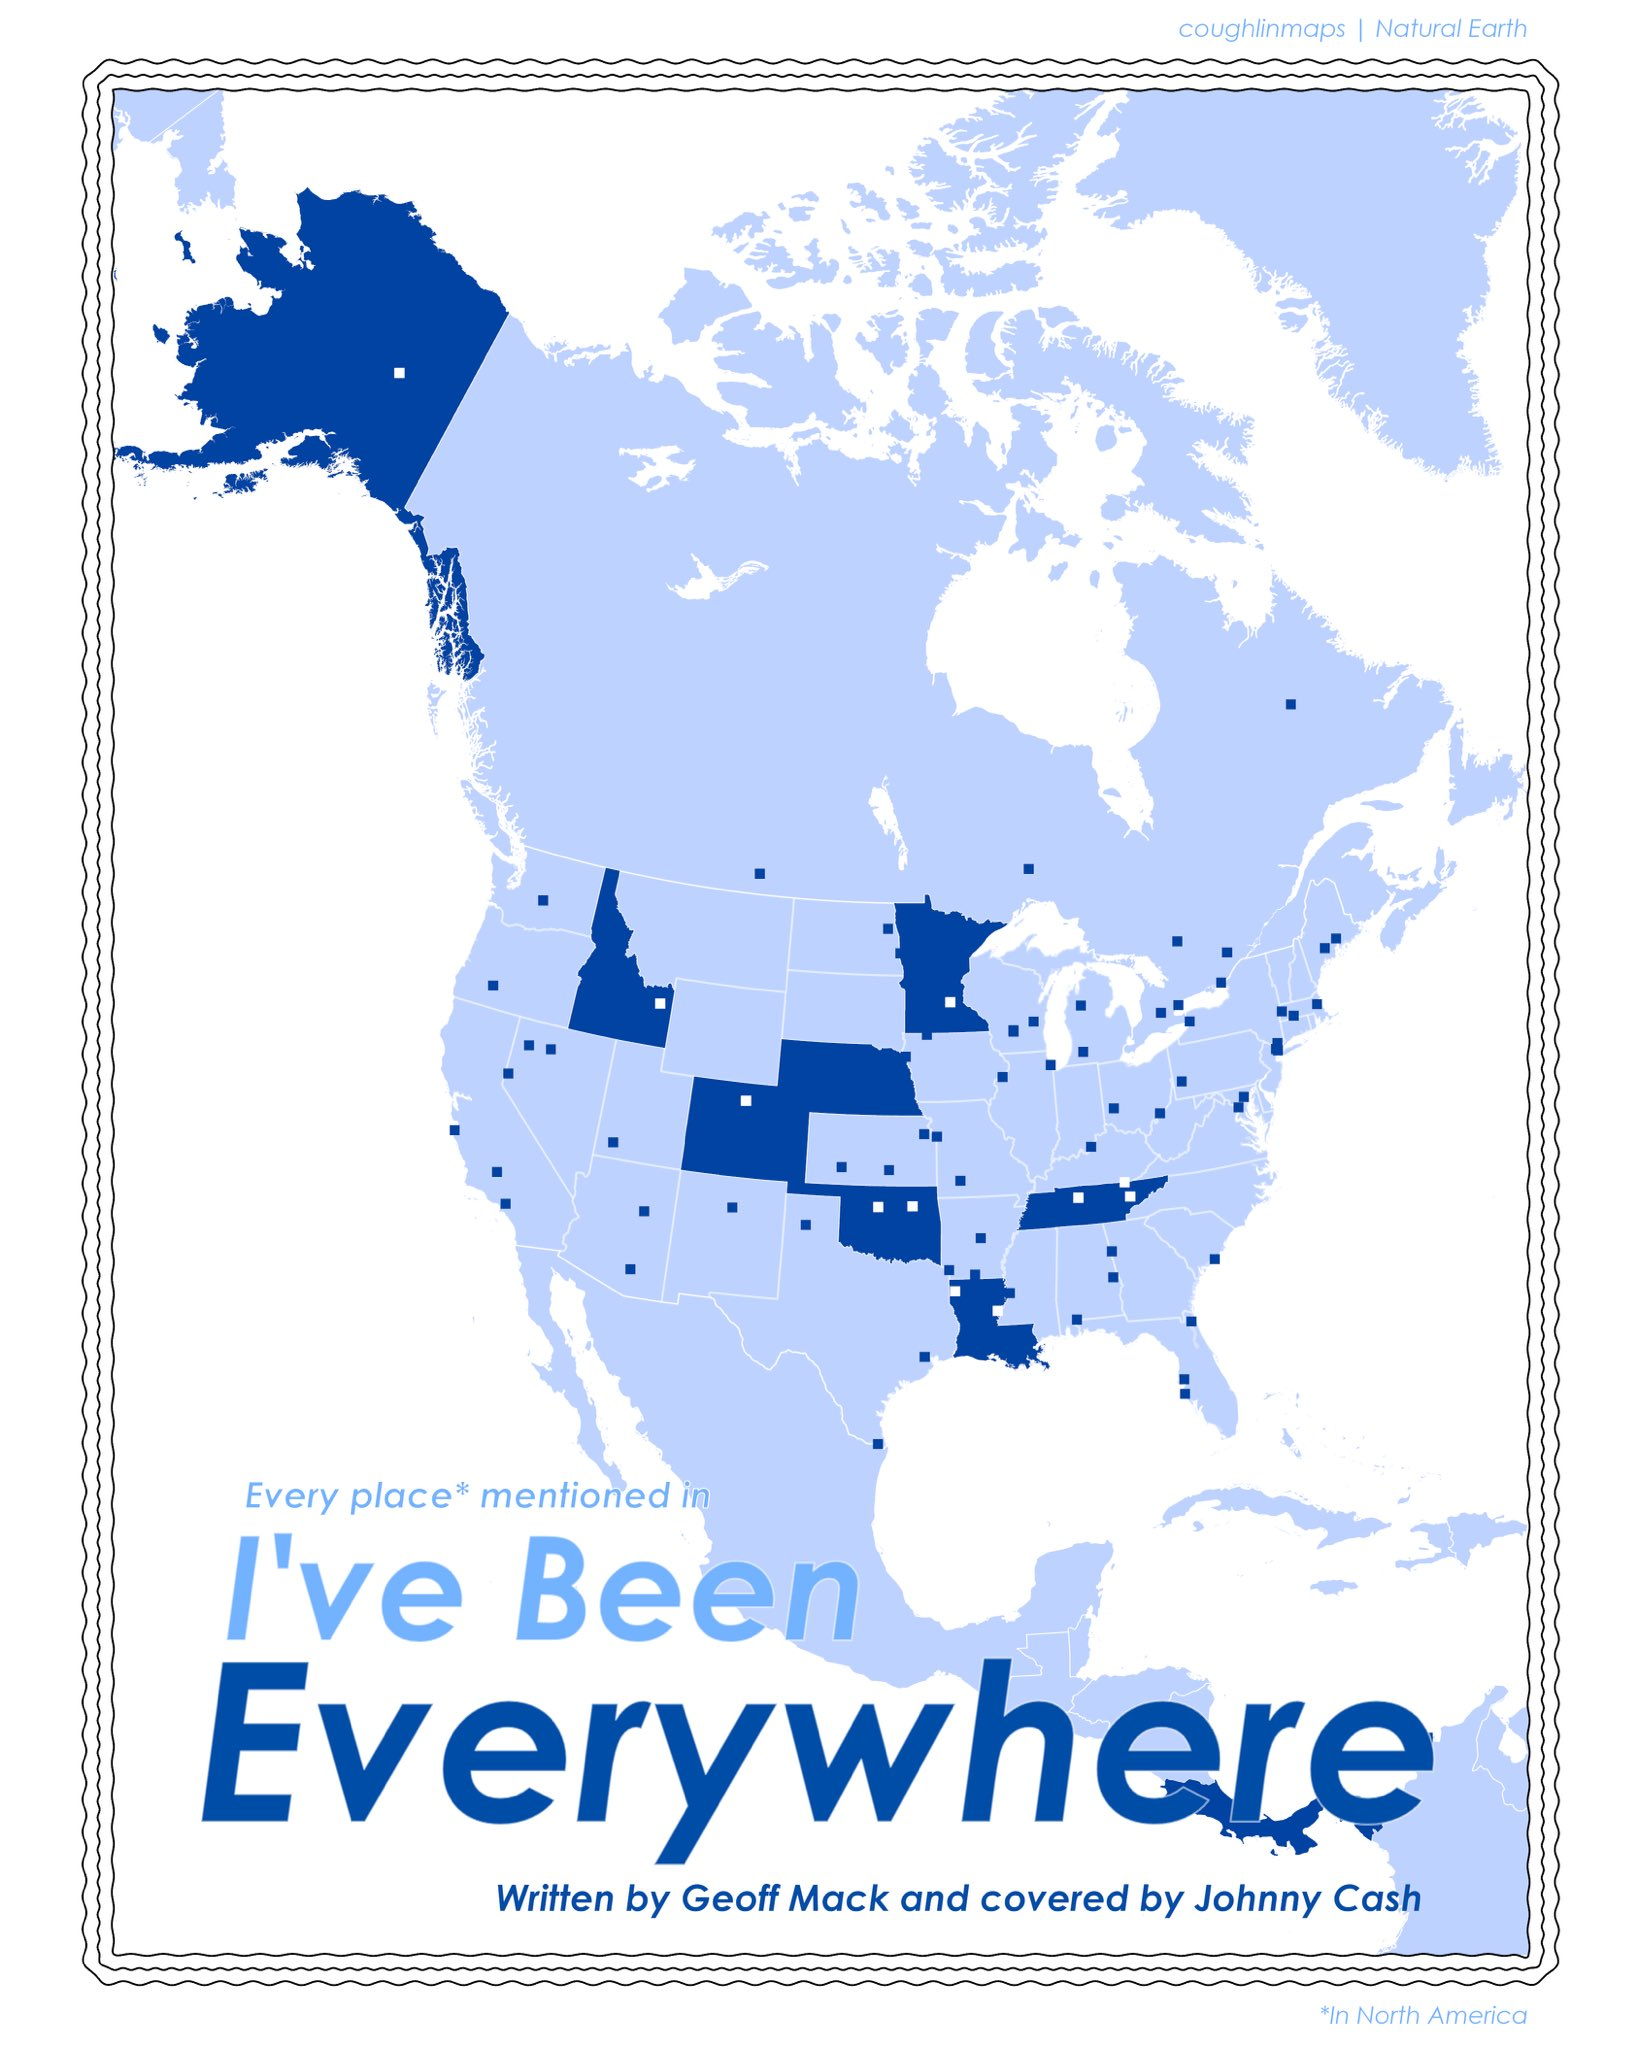 coughlinmaps | Natural Earth
Every place* mentioned in
I've Been
Everywhere
Written by Geoff Mack and covered by Johnny Cash
*In North America